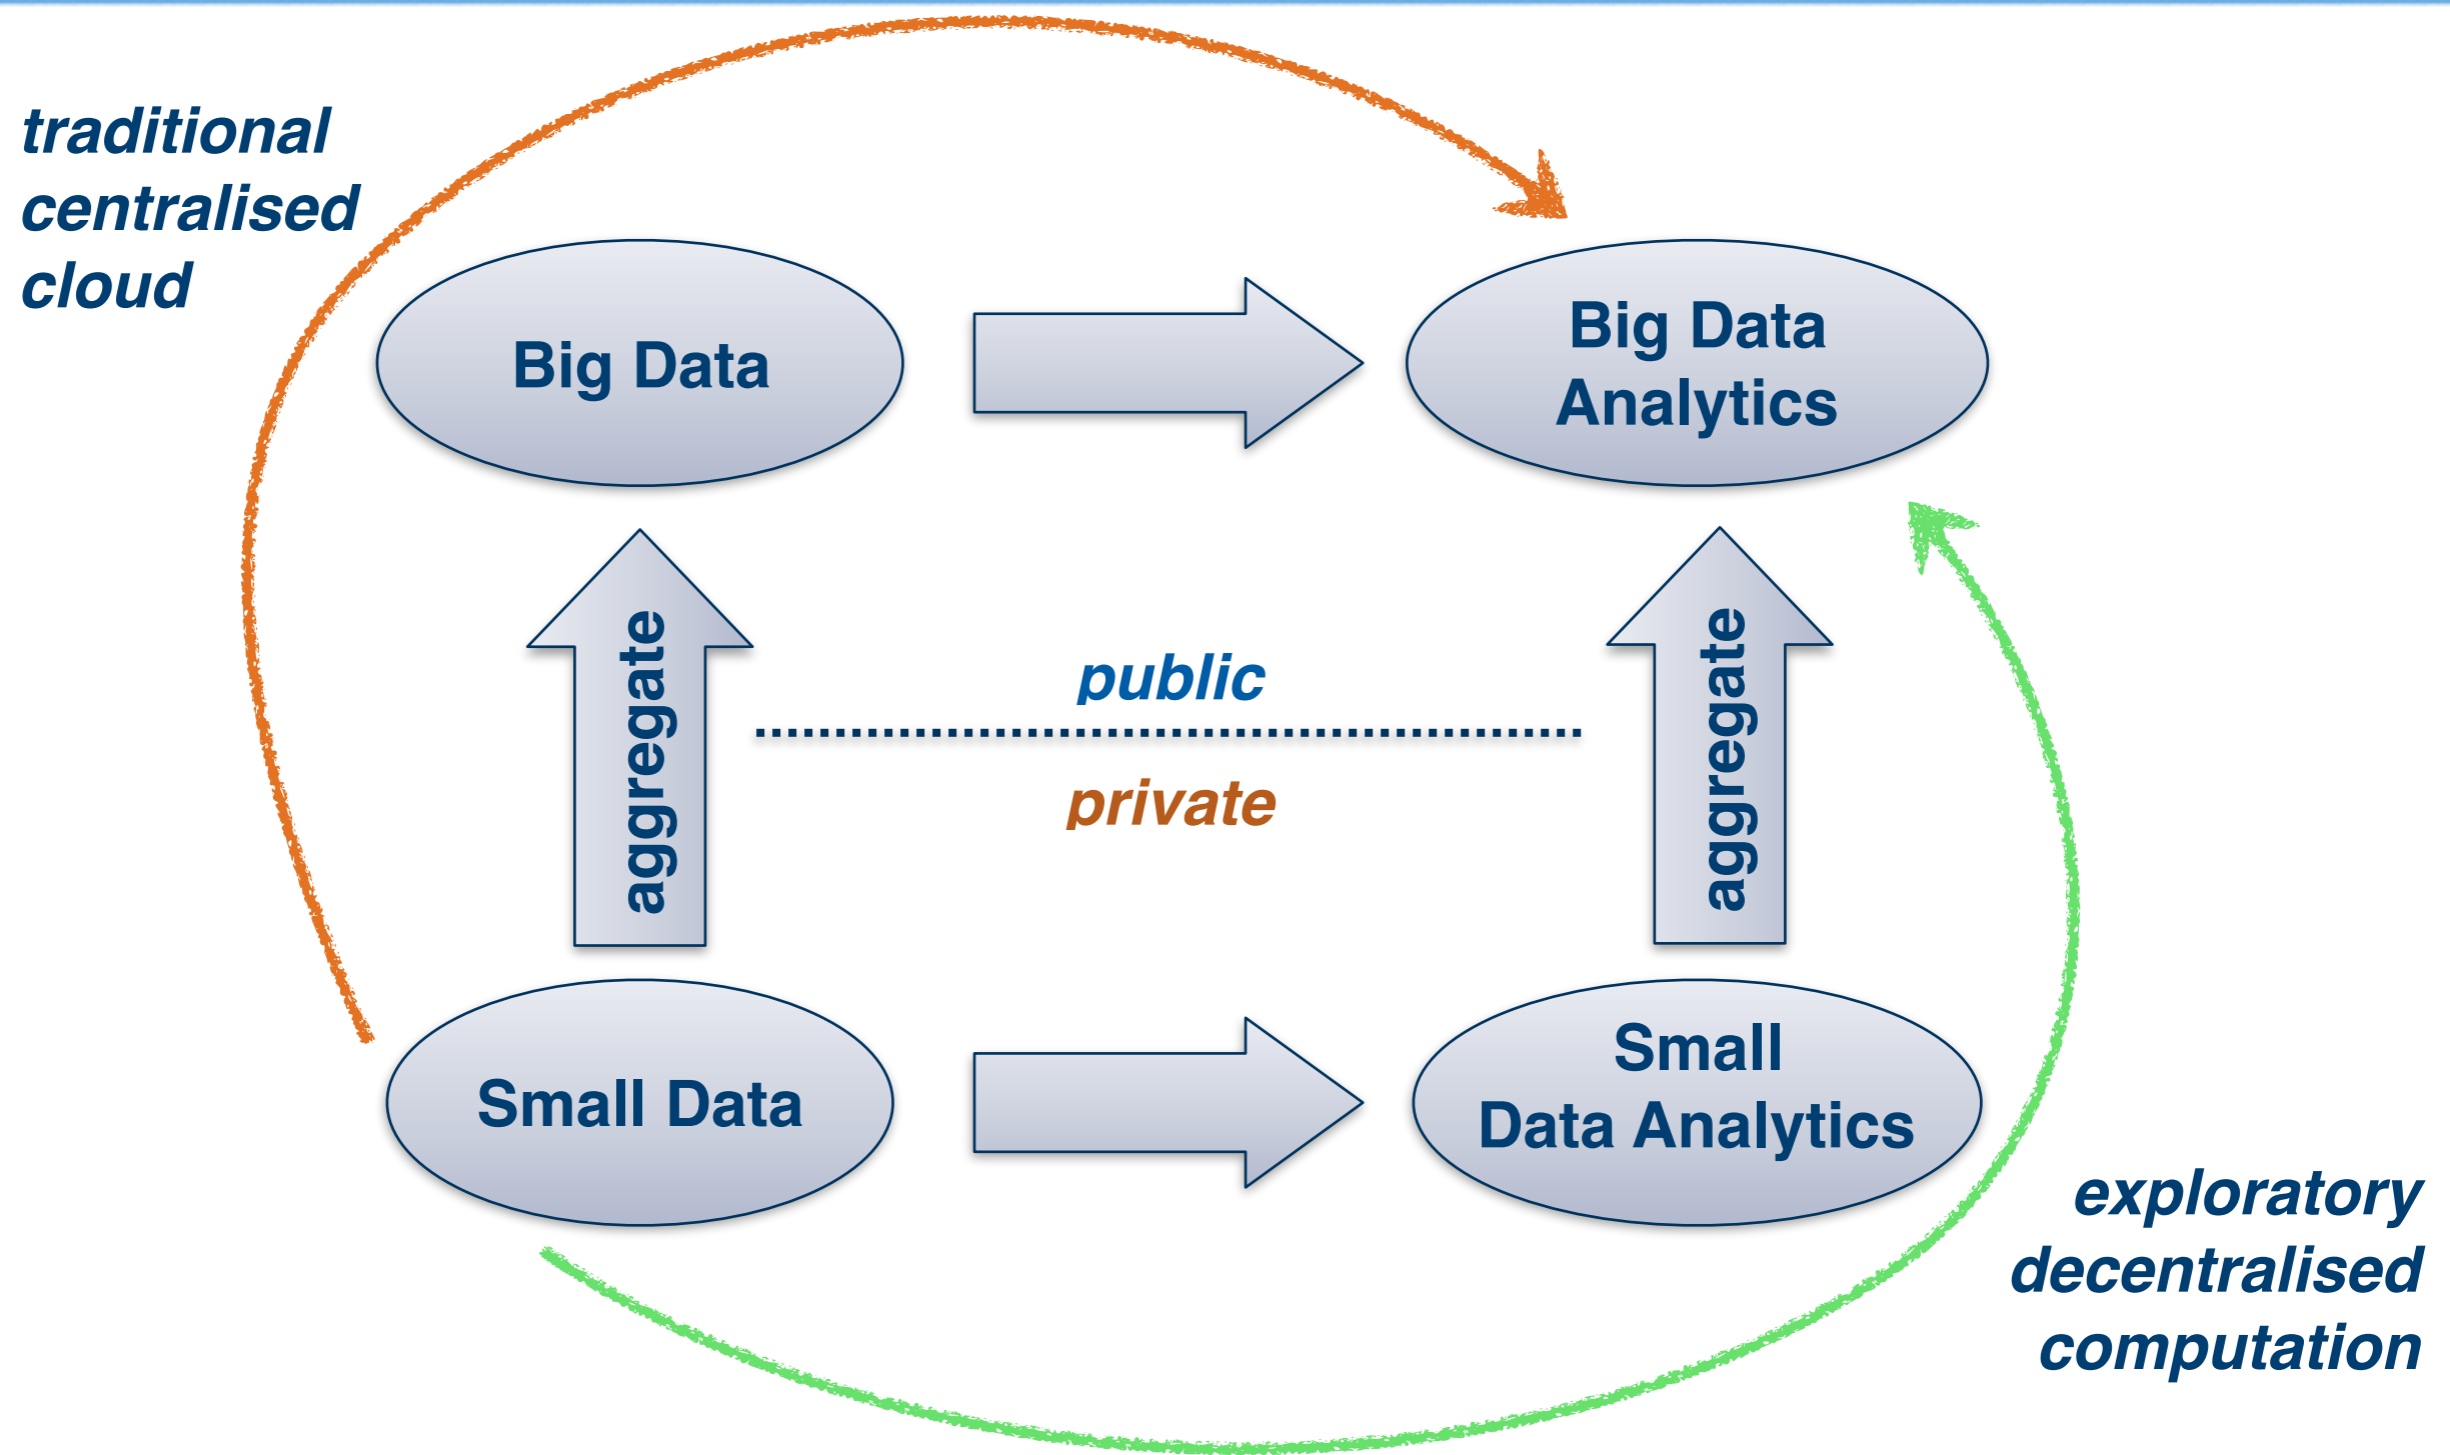 traditional
centralised
cloud
Big Data
Big Data
Analytics
aggregate
public
private
aggregate
Small Data
Small
Data Analytics
exploratory
decentralised
computation